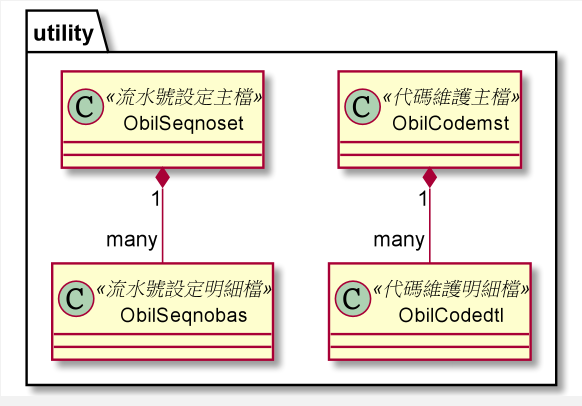 utility
C «流水號設定主檔»
ObilSeqnoset
C «代碼維護主檔»
ObilCodemst
1
many
1
many
C «流水號設定明細檔»
ObilSeqnobas
C «代碼維護明細檔»
ObilCodedtl